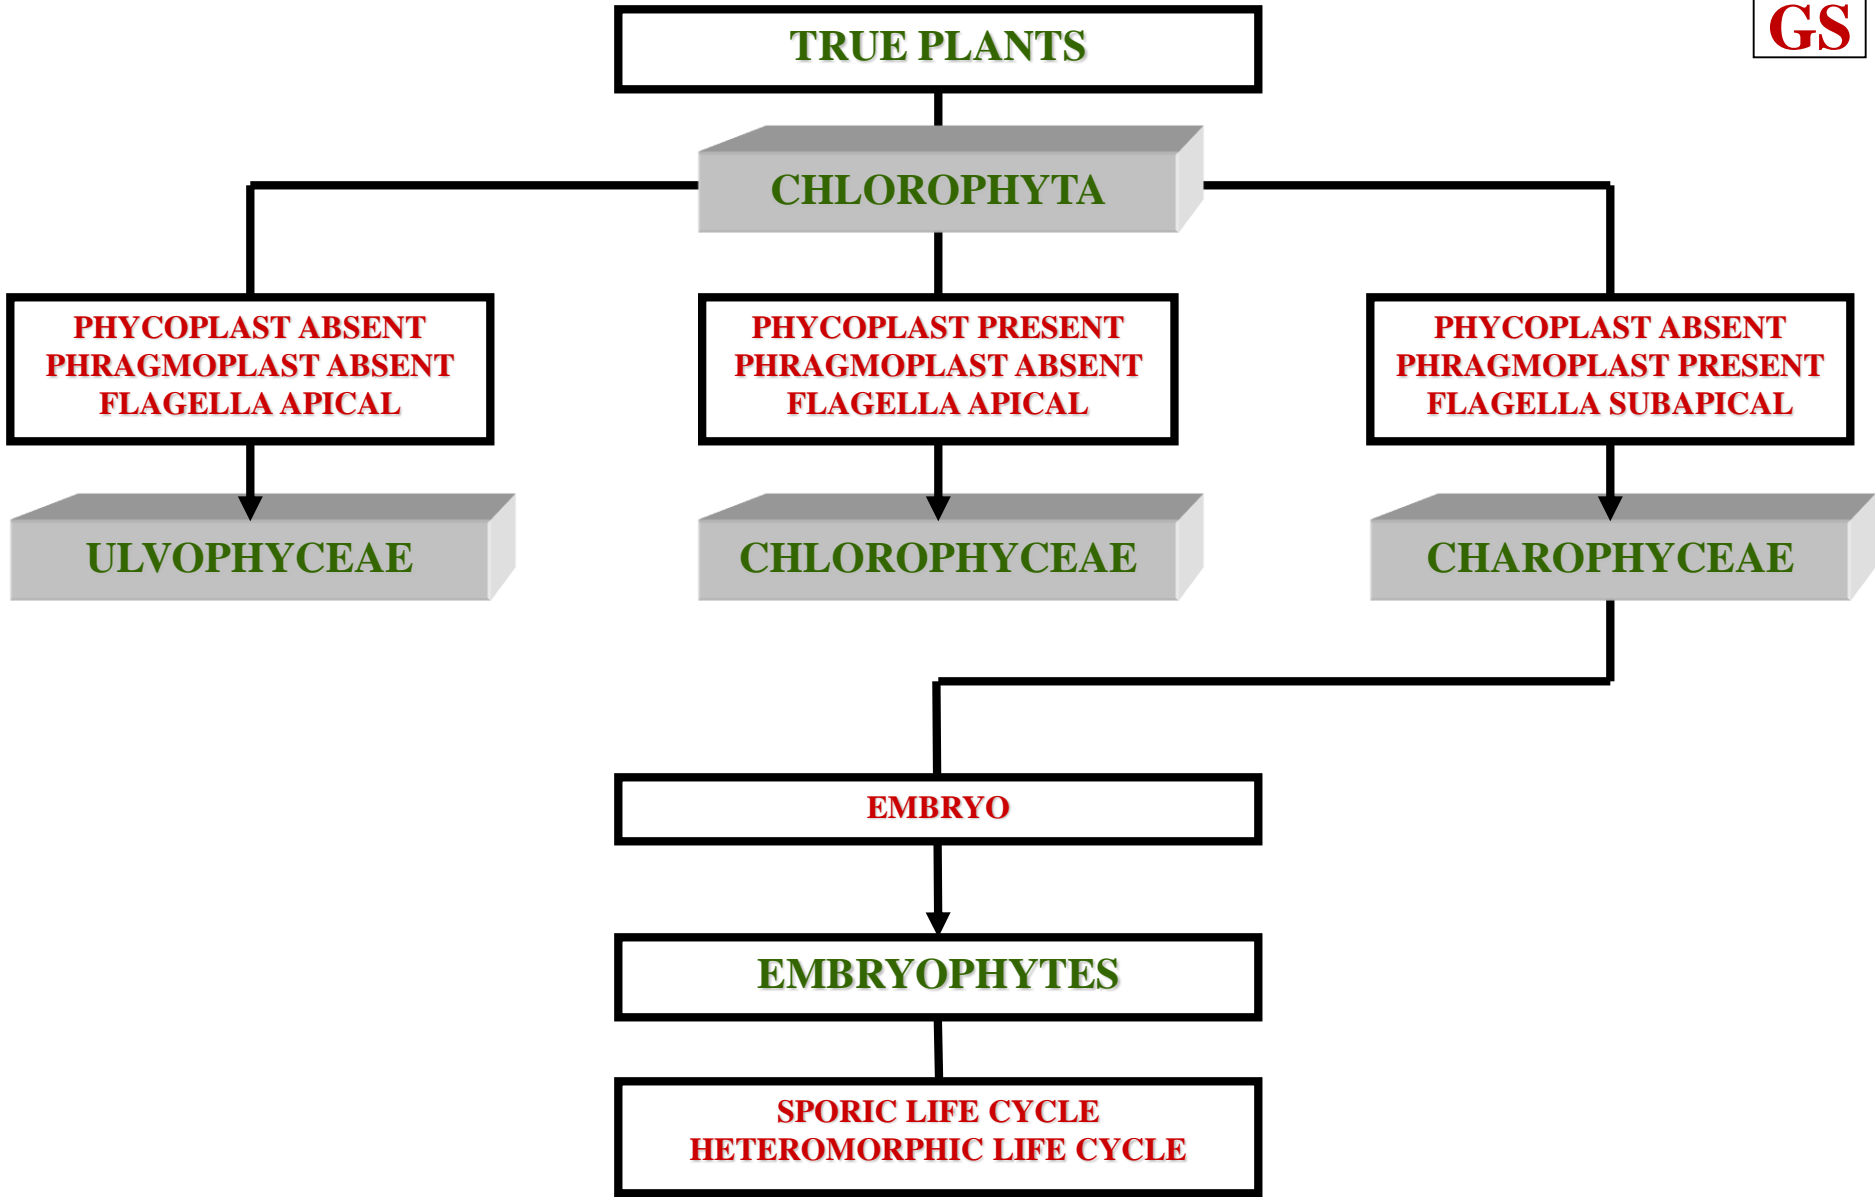 GS
TRUE PLANTS
CHLOROPHYTA
PHYCOPLAST ABSENT
PHRAGMOPLAST ABSENT
FLAGELLA APICAL
PHYCOPLAST PRESENT
PHRAGMOPLAST ABSENT
FLAGELLA APICAL
PHYCOPLAST ABSENT
PHRAGMOPLAST PRESENT
FLAGELLA SUBAPICAL
ULVOPHYCEAE
CHLOROPHYCEAE
CHAROPHYCEAE
EMBRYO
EMBRYOPHYTES
SPORIC LIFE CYCLE
HETEROMORPHIC LIFE CYCLE